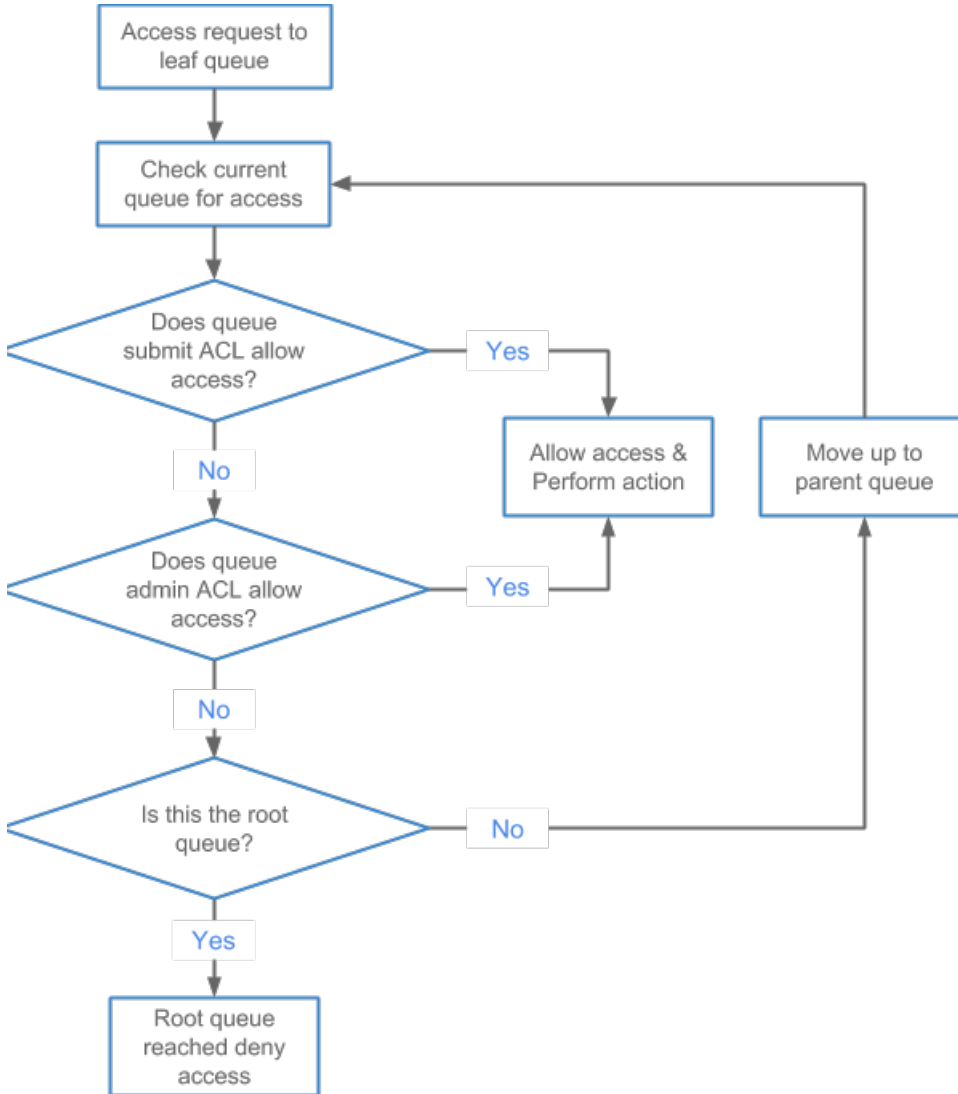 Access request to
leaf queue
Check current
queue for access
Does queue
submit ACL allow
access?
Yes
Allow access &
Perform action
Move up to
parent queue
No
Does queue
admin ACL allow
access?
Yes
No
Is this the root
queue?
No
Yes
Root queue
reached deny
access